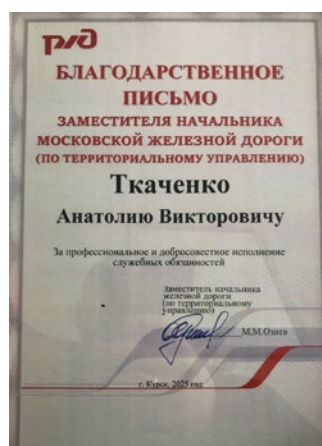 ржд
БЛАГОДАРСТВЕННОЕ
ПИСЬМО
ЗАМЕСТИТЕЛЯ НАЧАЛЬНИКА
МОСКОВСКОЙ ЖЕЛЕЗНОЙ ДОРОГИ
(ПО ТЕРРИТОРИАЛЬНОМУ УПРАВЛЕНИЮ)
Ткаченко
Анатолию Викторовичу
За профессиональное и добросовестное исполнение
служебных обязанностей
Заместитель начальника
железной дороги
(по территориальному
управлению)
М.М.Озиев
г. Курск, 2025 год